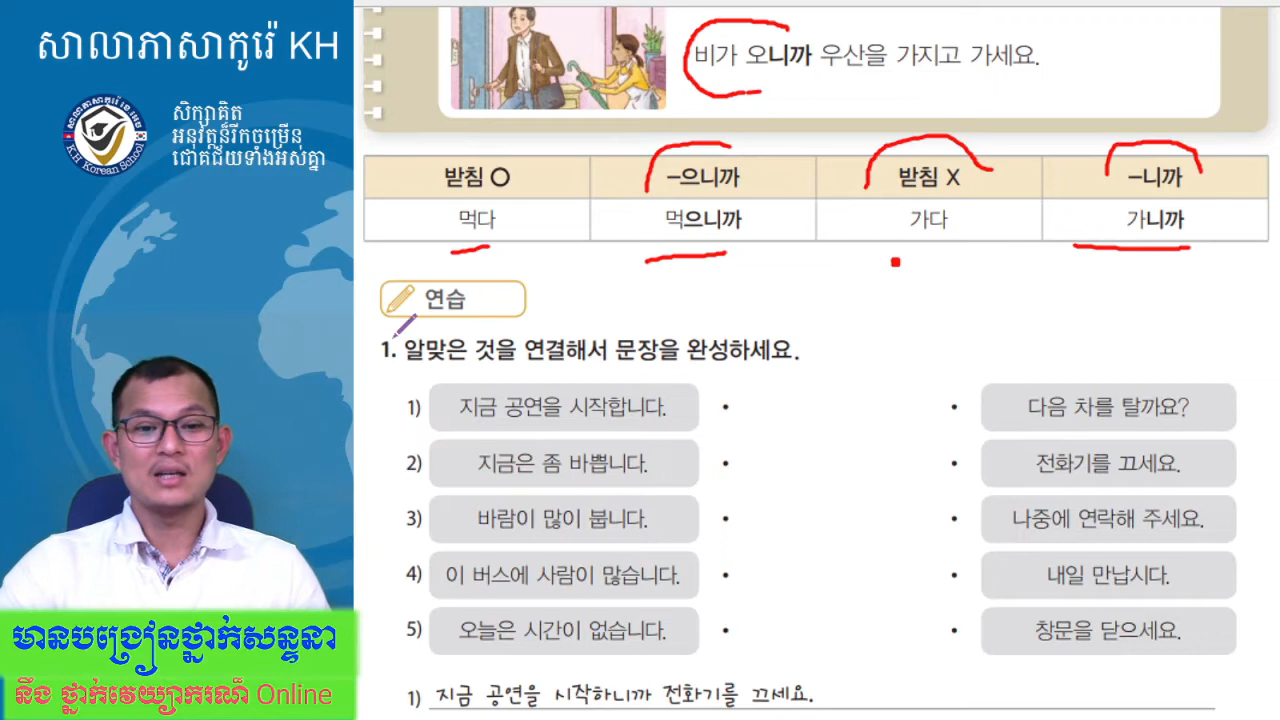 សាលាភាសាកូរ៉េ KH
សិក្សាគិត
អនុវត្តន៍រីកចម្រើន
ជោគជ័យទាំងអស់គ្នា
KH Korean School
비가 오니까 우산을 가지고 가세요.
받침 O –으니까 받침 X –니까
먹다 먹으니까 가다 가니까
연습
1. 알맞은 것을 연결해서 문장을 완성하세요.
1) 지금 공연을 시작합니다. • • 다음 차를 탈까요?
2) 지금은 좀 바쁩니다. • • 전화기를 끄세요.
3) 바람이 많이 붑니다. • • 나중에 연락해 주세요.
4) 이 버스에 사람이 많습니다. • • 내일 만납시다.
5) 오늘은 시간이 없습니다. • • 창문을 닫으세요.
1) 지금 공연을 시작하니까 전화기를 끄세요.
មានបង្រៀនថ្នាក់សន្ទនា
នឹង ថ្នាក់វេយ្យាករណ៍ Online